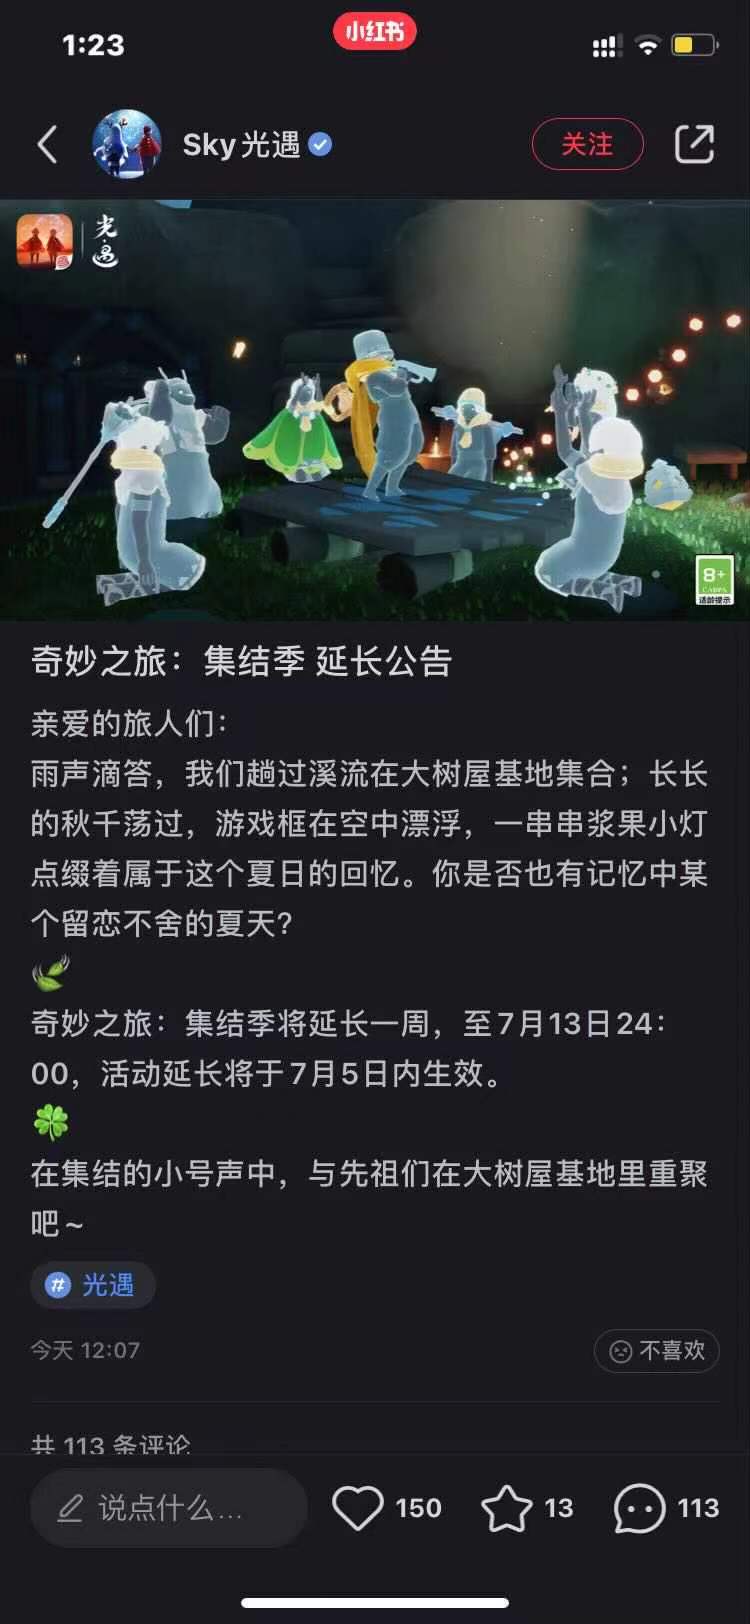 1:23
小红书
Sky光遇
关注
光·遇
8+
CADPA
适龄提示
奇妙之旅：集结季 延长公告
亲爱的旅人们：
雨声滴答，我们趟过溪流在大树屋基地集合；长长
的秋千荡过，游戏框在空中漂浮，一串串浆果小灯
点缀着属于这个夏日的回忆。你是否也有记忆中某
个留恋不舍的夏天？
奇妙之旅：集结季将延长一周，至7月13日24：
00，活动延长将于7月5日内生效。
在集结的小号声中，与先祖们在大树屋基地里重聚
吧~
# 光遇
今天 12:07
不喜欢
共 113 条评论
说点什么...
150
13
113